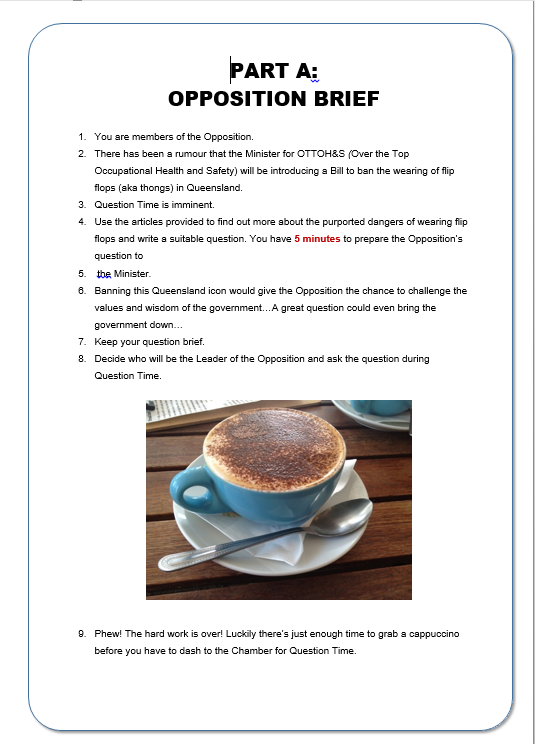 PART A:
OPPOSITION BRIEF
1. You are members of the Opposition.
2. There has been a rumour that the Minister for OTTOH&S (Over the Top
Occupational Health and Safety) will be introducing a Bill to ban the wearing of flip
flops (aka thongs) in Queensland.
3. Question Time is imminent.
4. Use the articles provided to find out more about the purported dangers of wearing flip
flops and write a suitable question. You have 5 minutes to prepare the Opposition's
question to
5. the Minister.
6. Banning this Queensland icon would give the Opposition the chance to challenge the
values and wisdom of the government…A great question could even bring the
government down…
7. Keep your question brief.
8. Decide who will be the Leader of the Opposition and ask the question during
Question Time.
9. Phew! The hard work is over! Luckily there's just enough time to grab a cappuccino
before you have to dash to the Chamber for Question Time.